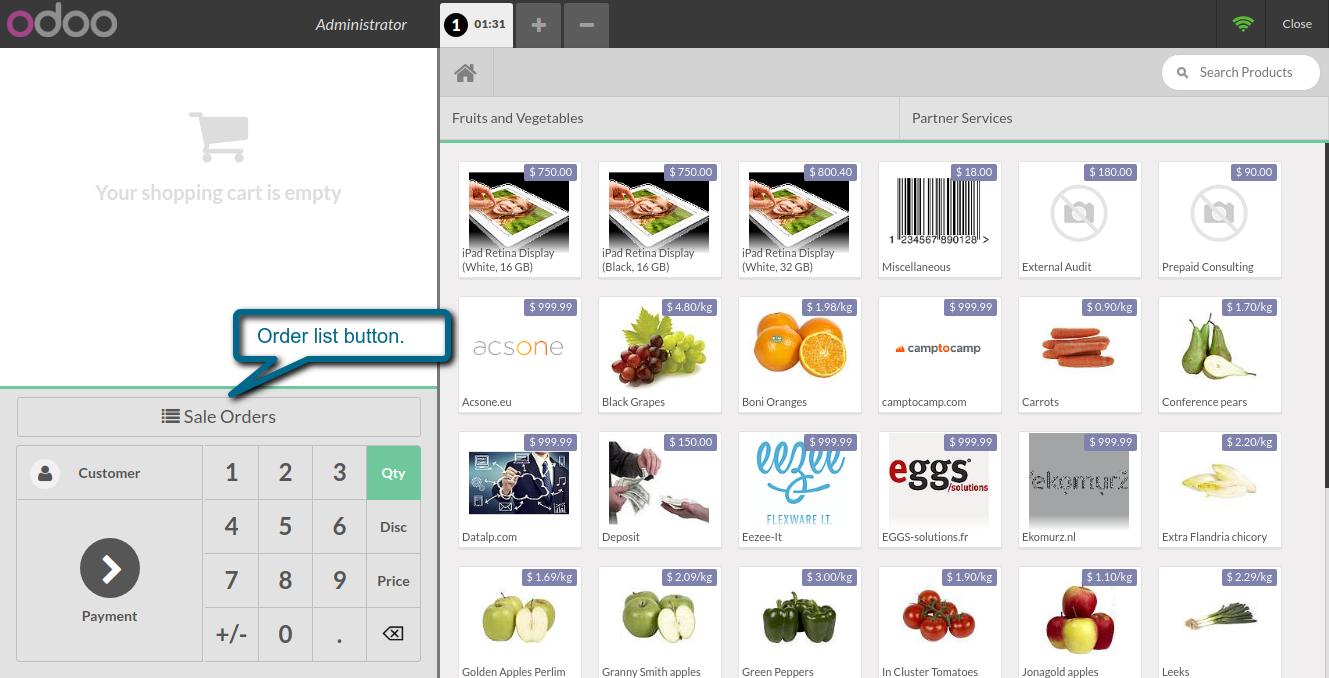 odoo
Administrator
1 01:31
+
−
Close
Search Products
Fruits and Vegetables
Partner Services
Your shopping cart is empty
Order list button.
Sale Orders
Customer
1 2 3 Qty
4 5 6 Disc
7 8 9 Price
+/- 0 .
Payment
$ 750.00
iPad Retina Display
(White, 16 GB)
$ 750.00
iPad Retina Display
(Black, 16 GB)
$ 800.40
iPad Retina Display
(White, 32 GB)
$ 18.00
1 234567 890128 >
Miscellaneous
$ 180.00
External Audit
$ 90.00
Prepaid Consulting
$ 999.99
acsone
Acsone.eu
$ 4.80/kg
Black Grapes
$ 1.98/kg
Boni Oranges
$ 999.99
camptocamp
camptocamp.com
$ 0.90/kg
Carrots
$ 1.70/kg
Conference pears
$ 999.99
Datalp.com
$ 150.00
Deposit
$ 999.99
eezee
FLEXWARE I.T.
Eezee-It
$ 999.99
eggs
/solutions
EGGS-solutions.fr
$ 999.99
ekomurz
Ekomurz.nl
$ 2.20/kg
Extra Flandria chicory
$ 1.69/kg
Golden Apples Perlim
$ 2.09/kg
Granny Smith apples
$ 3.00/kg
Green Peppers
$ 1.90/kg
In Cluster Tomatoes
$ 1.10/kg
Jonagold apples
$ 2.29/kg
Leeks